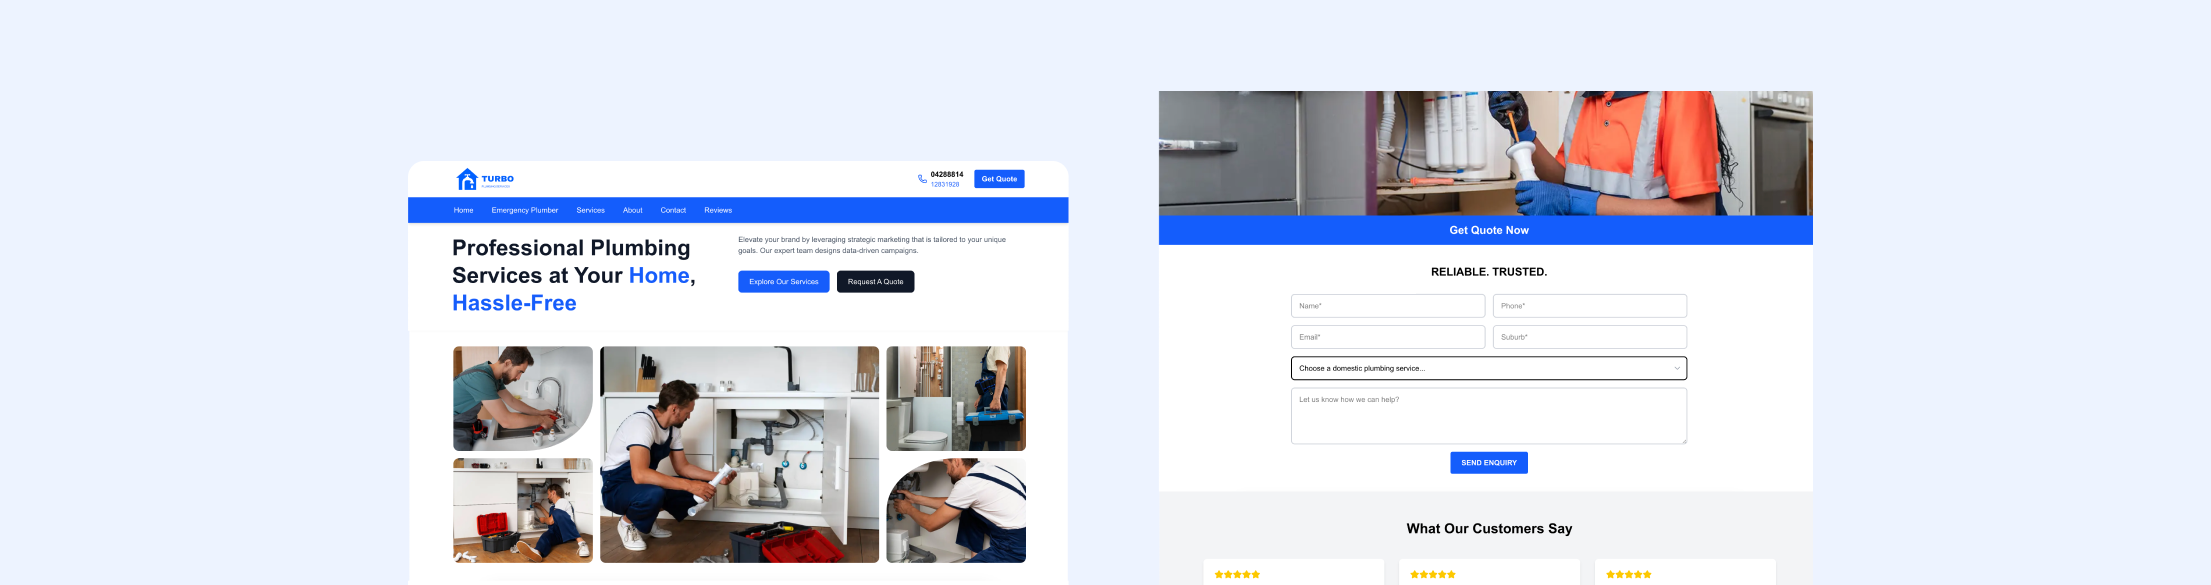 TURBO
04288814
12831928
Get Quote
Home
Emergency Plumber
Services
About
Contact
Reviews
Professional Plumbing
Services at Your Home,
Hassle-Free
Elevate your brand by leveraging strategic marketing that is tailored to your unique
goals. Our expert team designs data-driven campaigns.
Explore Our Services
Request A Quote
Get Quote Now
RELIABLE. TRUSTED.
Name*
Phone*
Email*
Suburb*
Choose a domestic plumbing service...
Let us know how we can help?
SEND ENQUIRY
What Our Customers Say